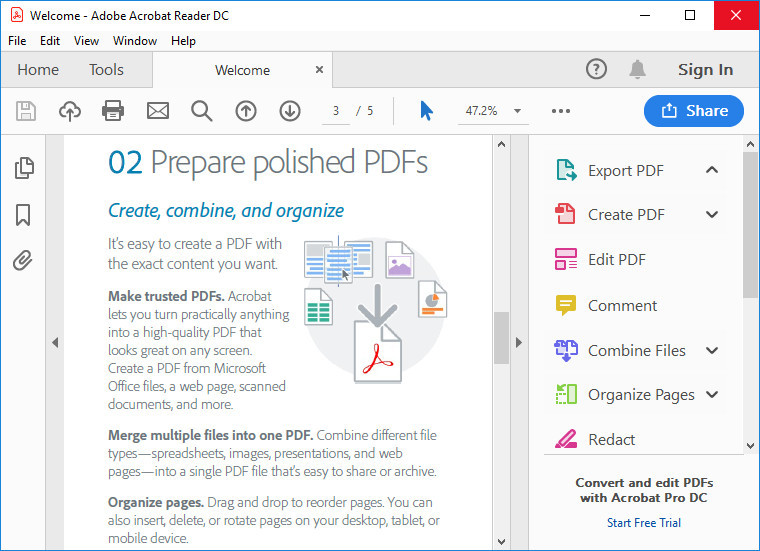 Welcome - Adobe Acrobat Reader DC
File Edit View Window Help
Home Tools Welcome Sign In
3 / 5 47.2% Share
02 Prepare polished PDFs
Create, combine, and organize
It's easy to create a PDF with
the exact content you want.
Make trusted PDFs. Acrobat
lets you turn practically anything
into a high-quality PDF that
looks great on any screen.
Create a PDF from Microsoft
Office files, a web page, scanned
documents, and more.
Merge multiple files into one PDF. Combine different file
types—spreadsheets, images, presentations, and web
pages—into a single PDF file that's easy to share or archive.
Organize pages. Drag and drop to reorder pages. You can
also insert, delete, or rotate pages on your desktop, tablet, or
mobile device.
Export PDF
Create PDF
Edit PDF
Comment
Combine Files
Organize Pages
Redact
Convert and edit PDFs
with Acrobat Pro DC
Start Free Trial